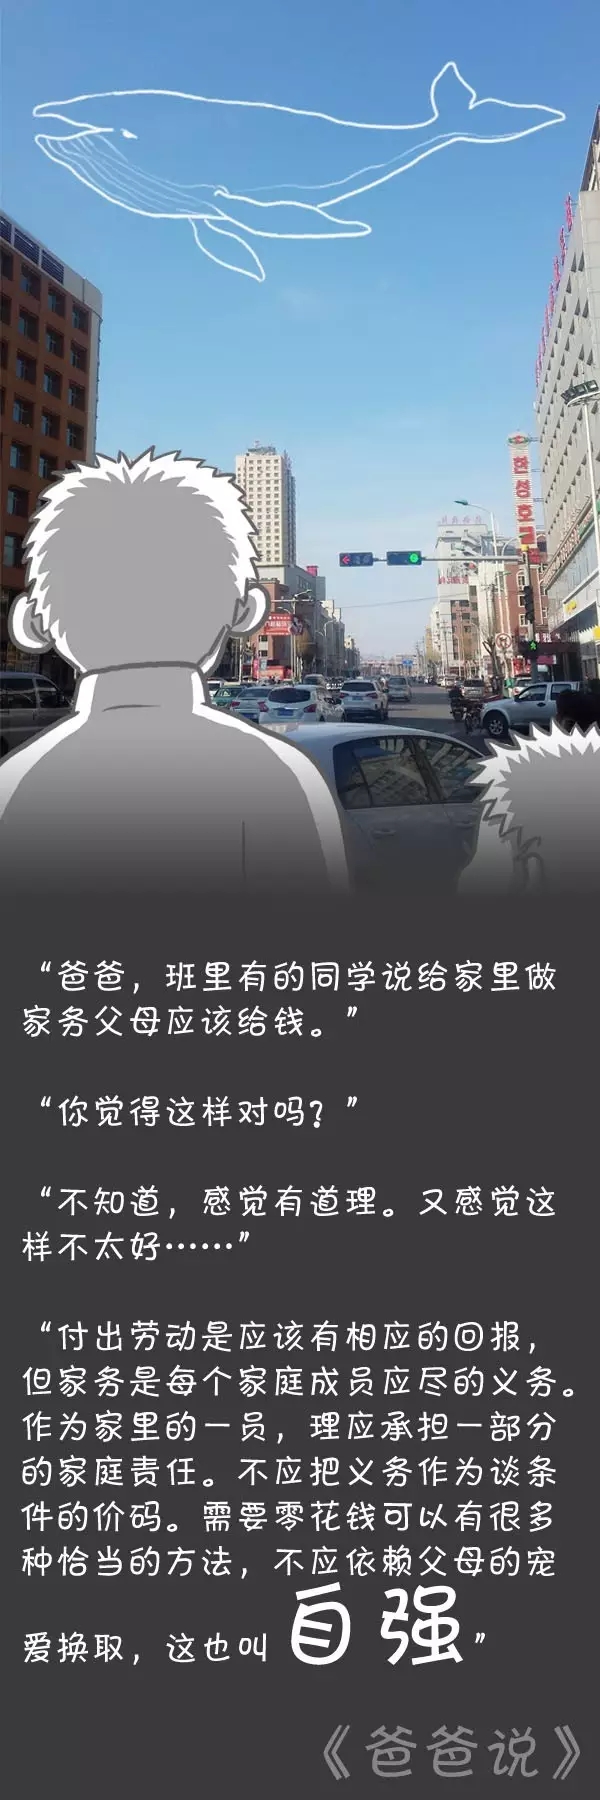 “爸爸，班里有的同学说给家里做
家务父母应该给钱。”
“你觉得这样对吗？”
“不知道，感觉有道理。又感觉这
样不太好……”
“付出劳动是应该有相应的回报，
但家务是每个家庭成员应尽的义务。
作为家里的一员，理应承担一部分
的家庭责任。不应把义务作为谈条
件的价码。需要零花钱可以有很多
种恰当的方法，不应依赖父母的宠
爱换取，这也叫 自强”
《爸爸说》